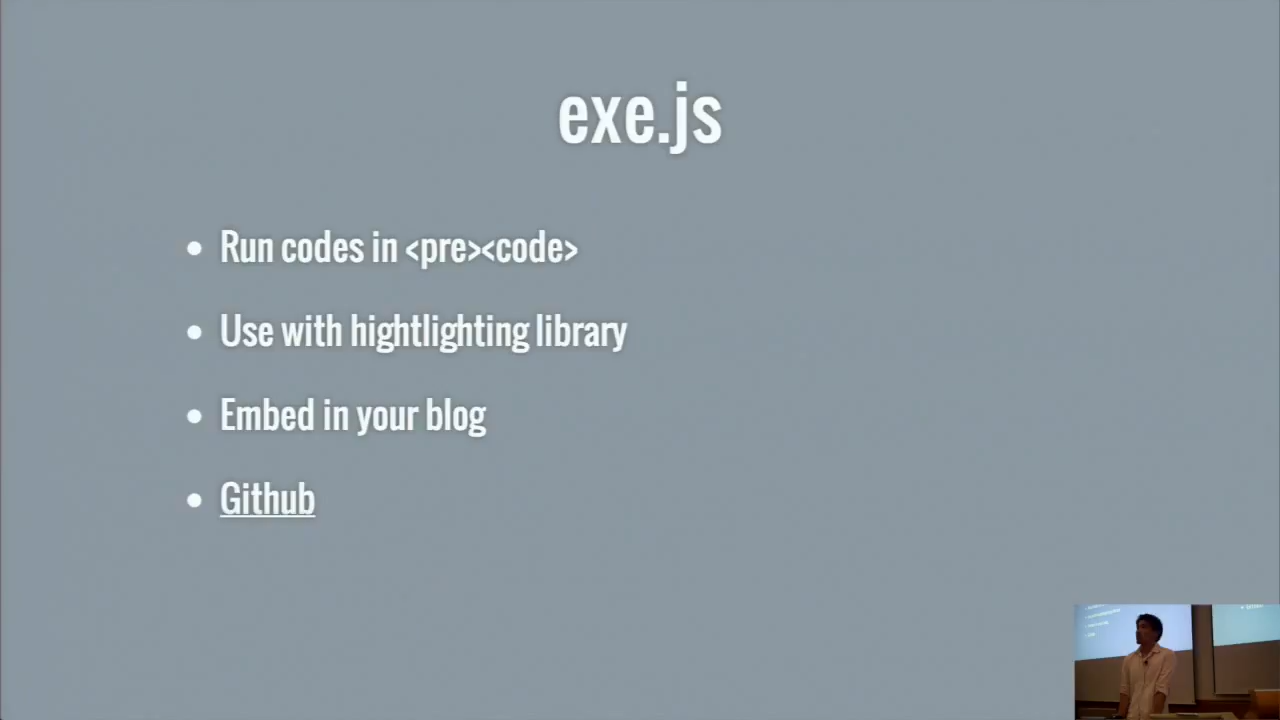 exe.js
Run codes in <pre><code>
Use with hightlighting library
Embed in your blog
Github